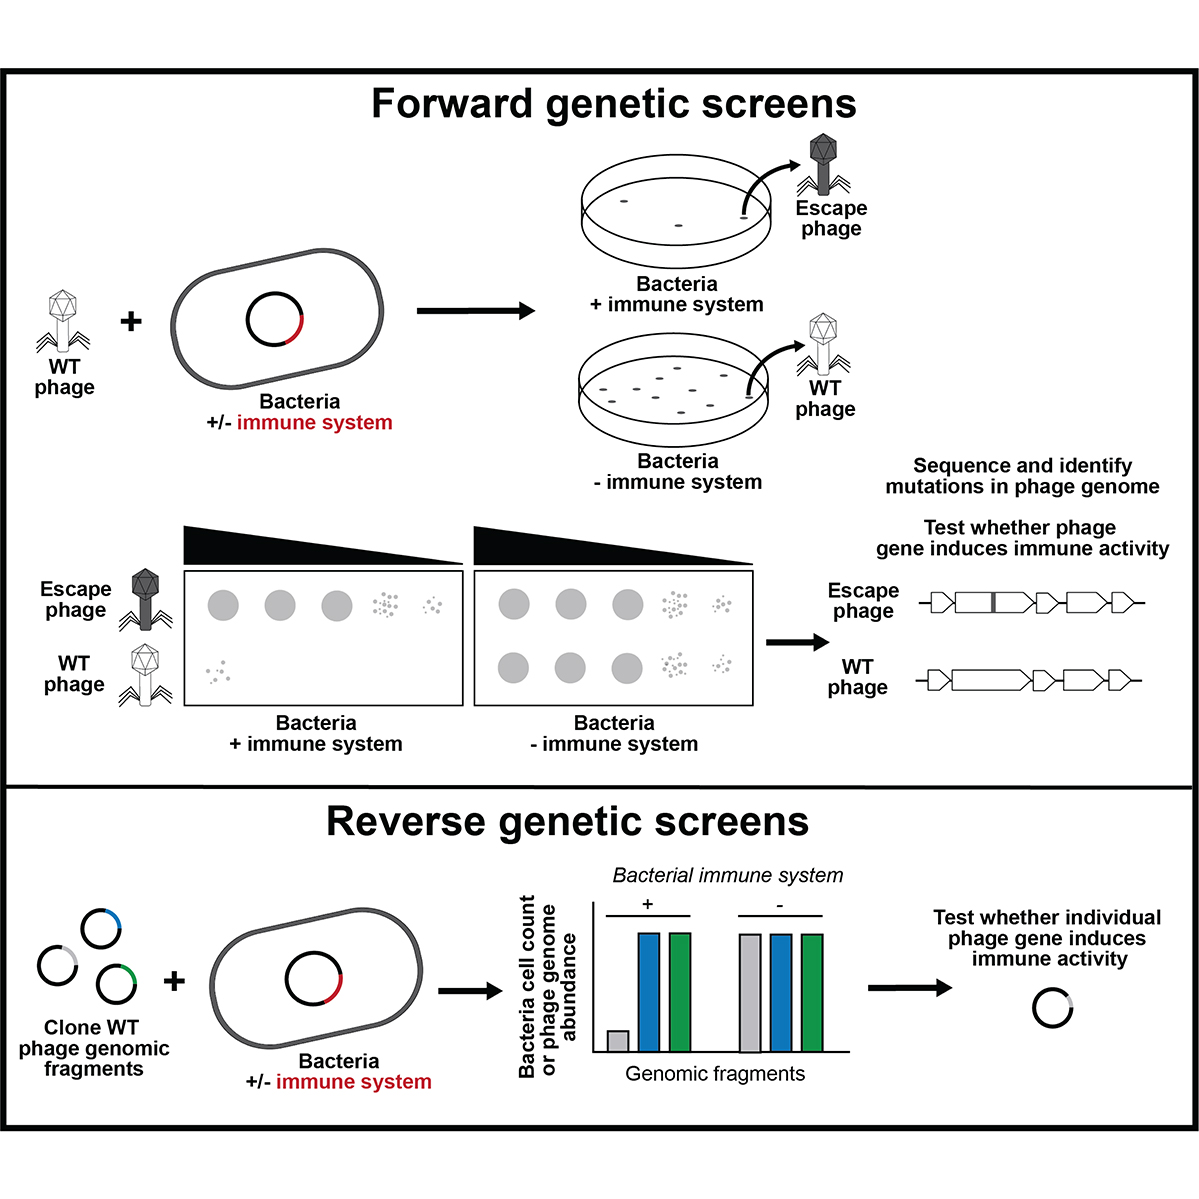 Forward genetic screens
WT
phage
+
Bacteria
+/- immune system
Escape
phage
Bacteria
+ immune system
WT
phage
Bacteria
- immune system
Sequence and identify
mutations in phage genome
Test whether phage
gene induces immune activity
Escape
phage
WT
phage
Bacteria
+ immune system
Bacteria
- immune system
Escape
phage
WT
phage
Reverse genetic screens
Clone WT
phage genomic
fragments
+
Bacteria
+/- immune system
Bacterial immune system
+
-
Bacteria cell count
or phage genome
abundance
Genomic fragments
Test whether individual
phage gene induces
immune activity